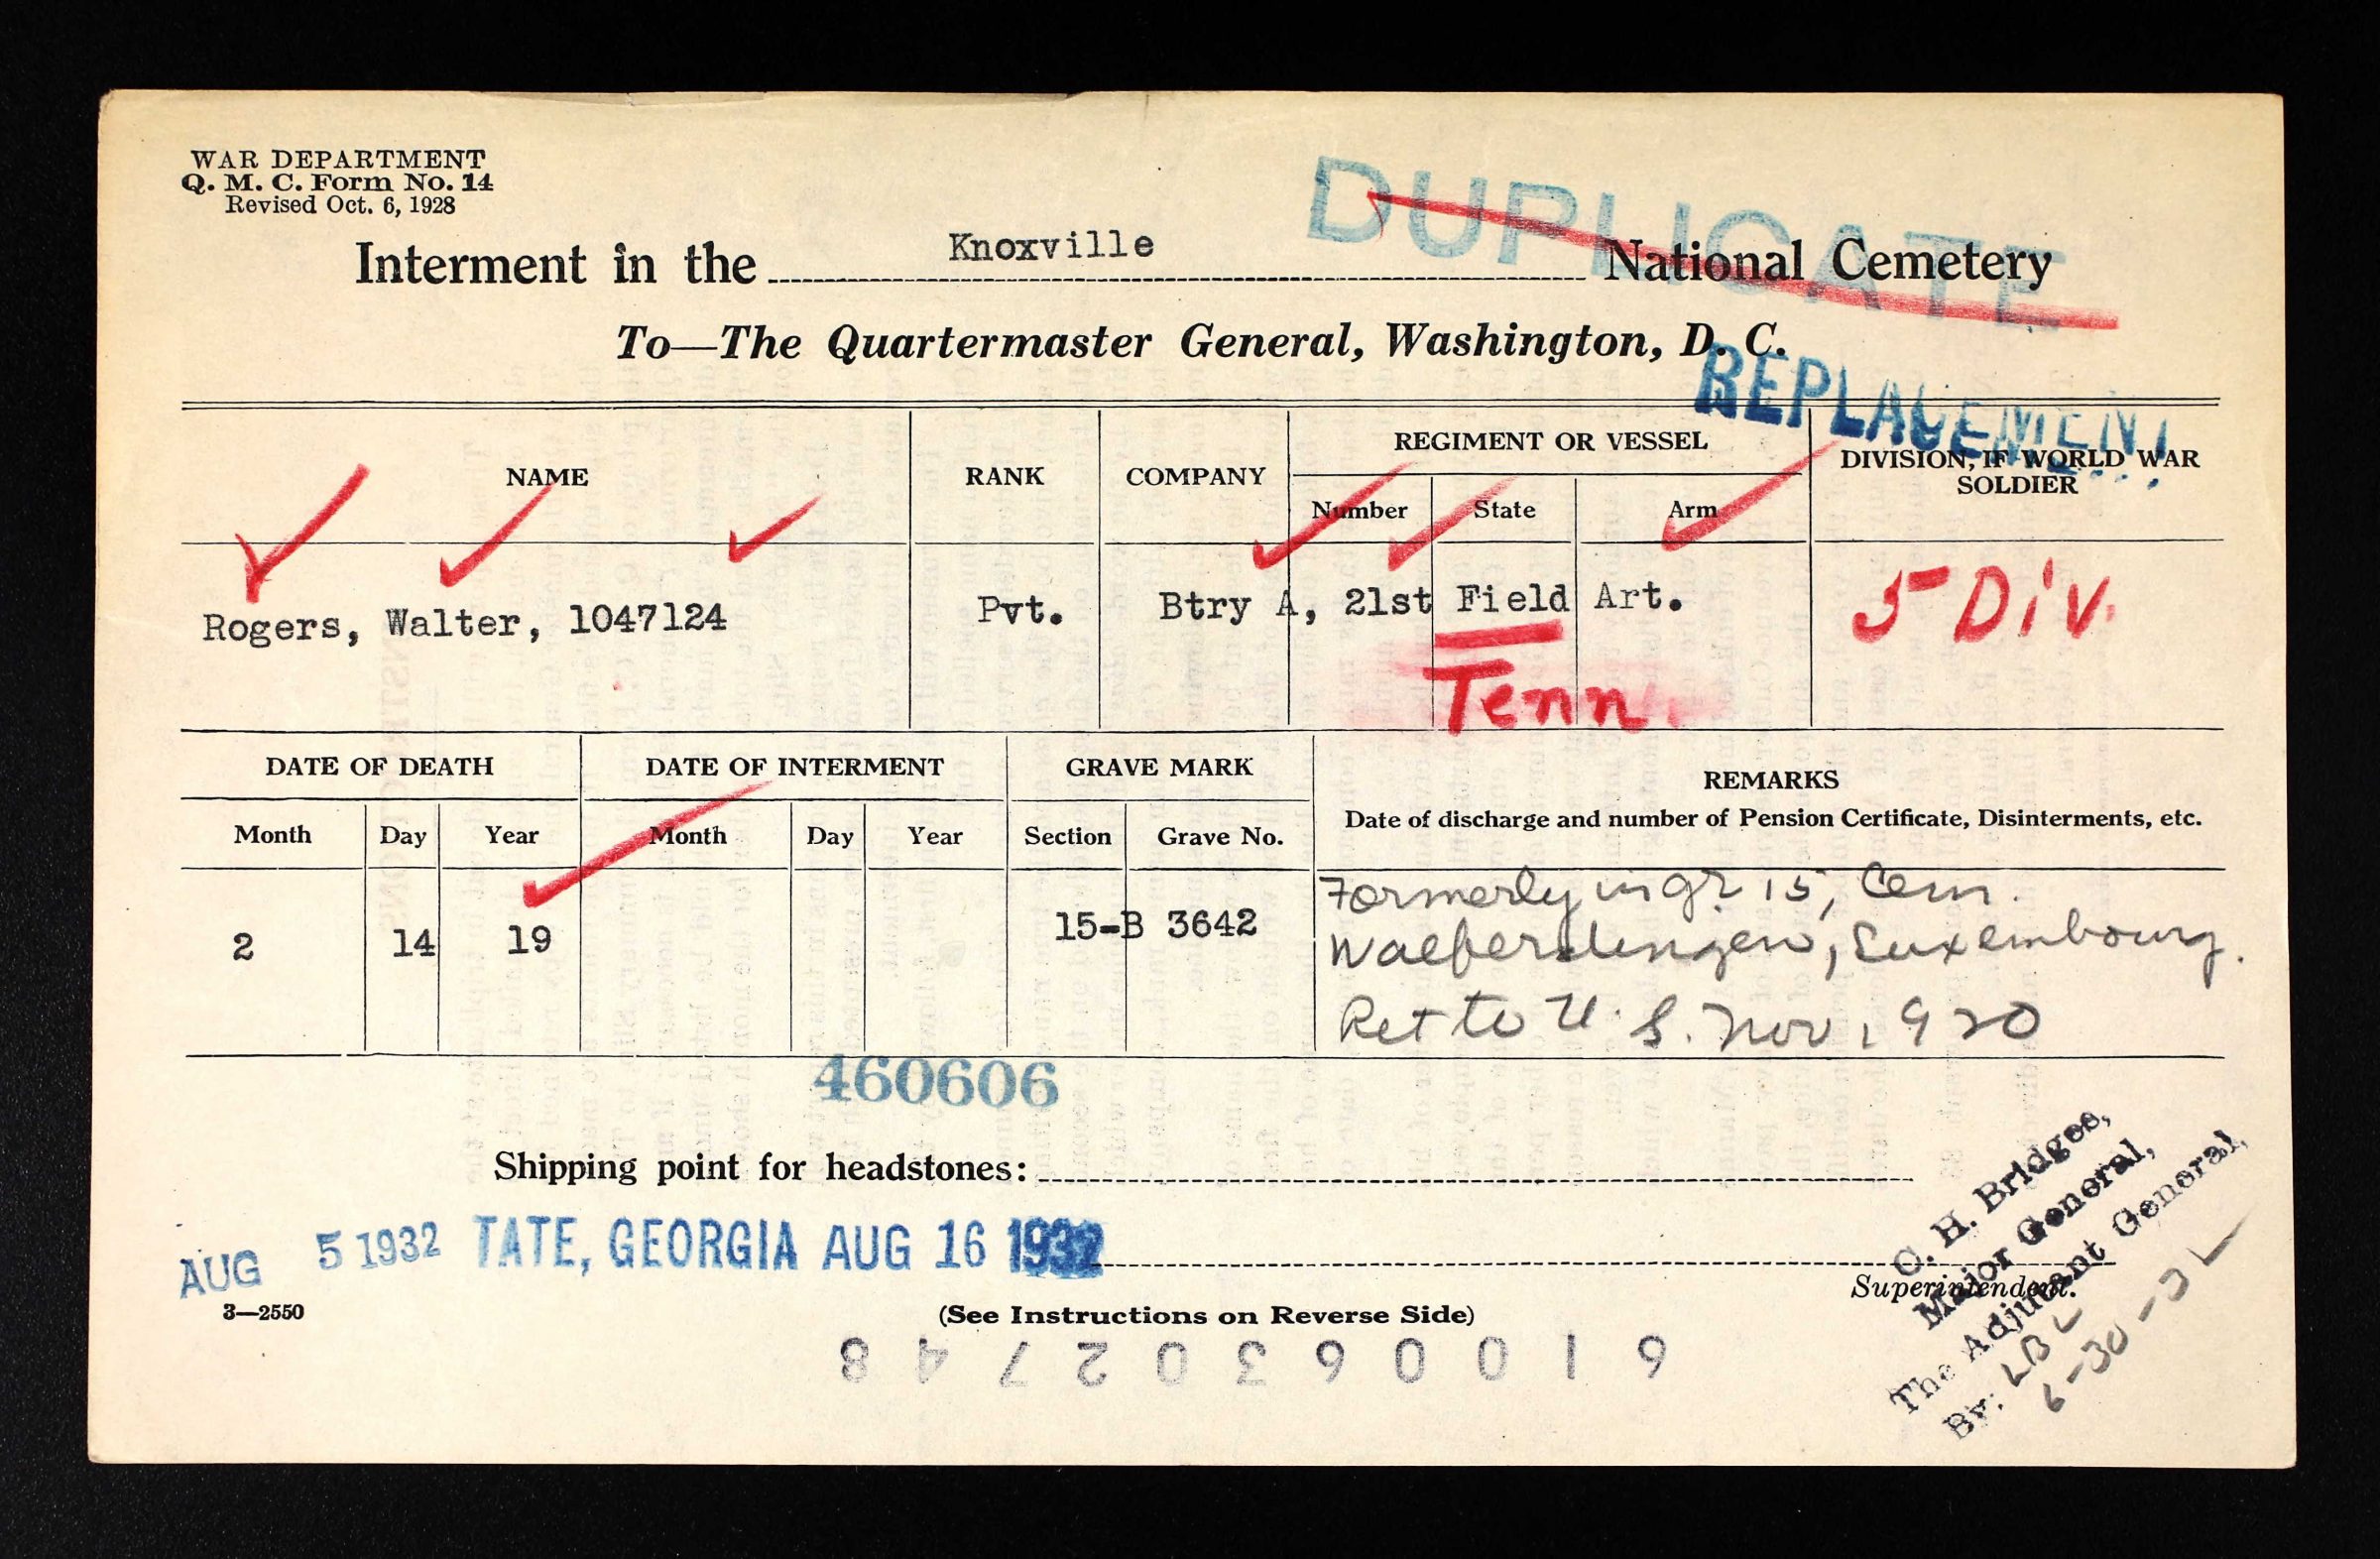 WAR DEPARTMENT
Q. M. C. Form No. 14
Revised Oct. 6, 1928
DUPLICATE
Interment in the Knoxville National Cemetery
To—The Quartermaster General, Washington, D. C.
REPLACEMENT
NAME
RANK
COMPANY
REGIMENT OR VESSEL
Number
State
Arm
DIVISION, IF WORLD WAR
SOLDIER
Rogers, Walter, 1047124
Pvt.
Btry A, 21st Field Art.
5 Div.
Tenn.
DATE OF DEATH
DATE OF INTERMENT
GRAVE MARK
REMARKS
Date of discharge and number of Pension Certificate, Disinterments, etc.
Month
Day
Year
Month
Day
Year
Section
Grave No.
2
14
19
15-B 3642
Formerly in gr 15, Cem.
Walferdingen, Luxembourg.
Ret to U. S. Nov 1920
460606
Shipping point for headstones:
AUG 5 1932
TATE, GEORGIA AUG 16 1932
C. H. Bridges,
Major General,
The Adjutant General,
By: LBL
6-30-32
Superintendent.
3—2550
(See Instructions on Reverse Side)
61006302748